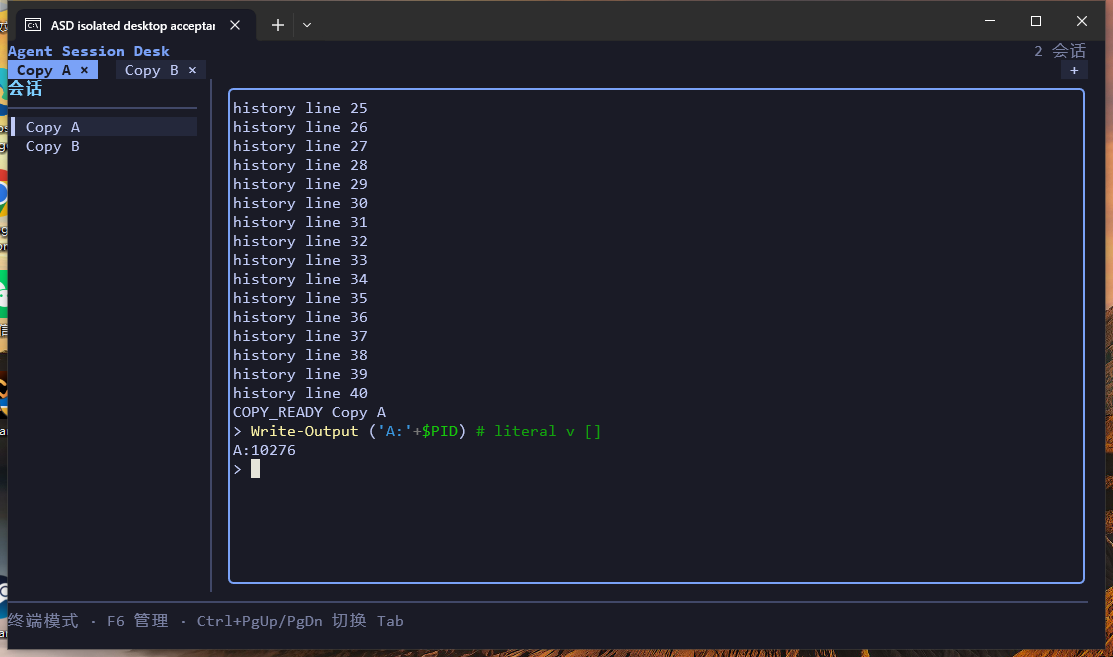 ASD isolated desktop acceptar
Agent Session Desk
2 会话
Copy A ×
Copy B ×
+
会话
Copy A
Copy B
history line 25
history line 26
history line 27
history line 28
history line 29
history line 30
history line 31
history line 32
history line 33
history line 34
history line 35
history line 36
history line 37
history line 38
history line 39
history line 40
COPY_READY Copy A
> Write-Output ('A:'+$PID) # literal v []
A:10276
>
终端模式 · F6 管理 · Ctrl+PgUp/PgDn 切换 Tab